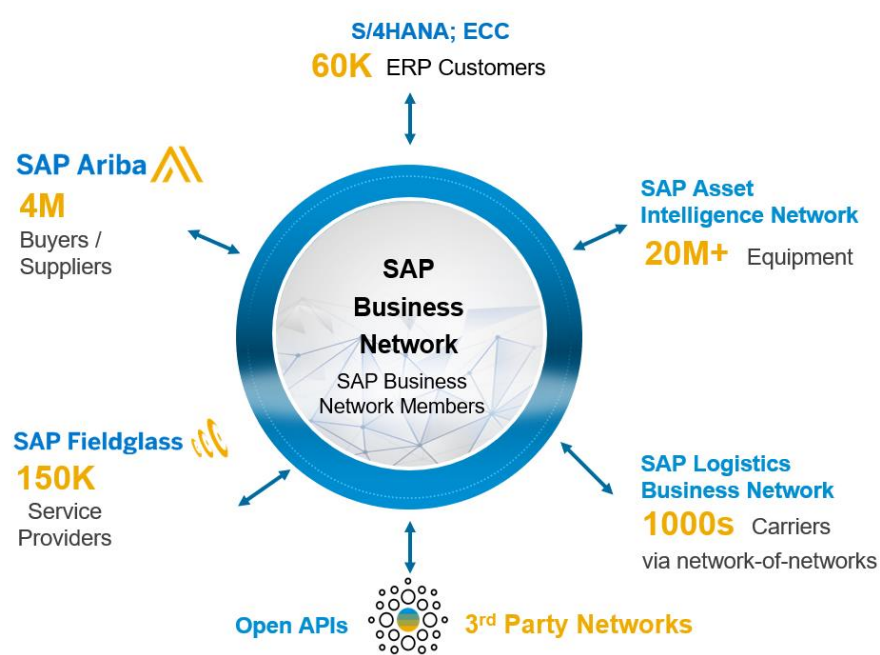 S/4HANA; ECC
60K ERP Customers
SAP Ariba
4M
Buyers /
Suppliers
SAP Asset
Intelligence Network
20M+ Equipment
SAP
Business
Network
SAP Business
Network Members
SAP Fieldglass
150K
Service
Providers
SAP Logistics
Business Network
1000s Carriers
via network-of-networks
Open APIs
3rd Party Networks